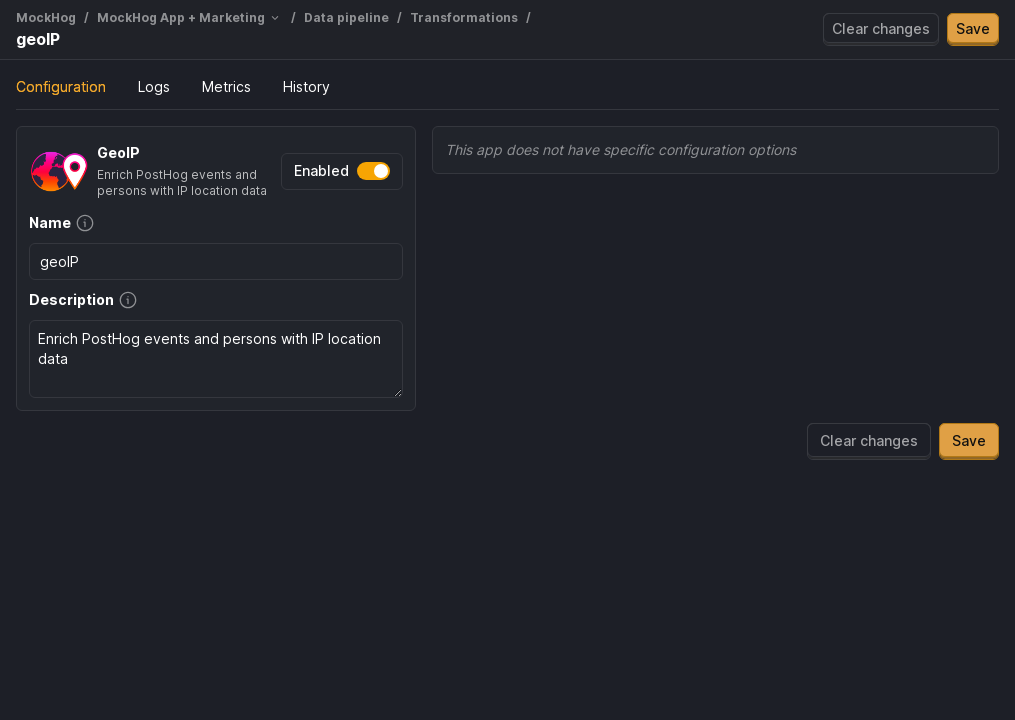 MockHog / MockHog App + Marketing / Data pipeline / Transformations /
geoIP
Clear changes
Save
Configuration
Logs
Metrics
History
GeoIP
Enrich PostHog events and
persons with IP location data
Enabled
Name
geoIP
Description
Enrich PostHog events and persons with IP location
data
This app does not have specific configuration options
Clear changes
Save